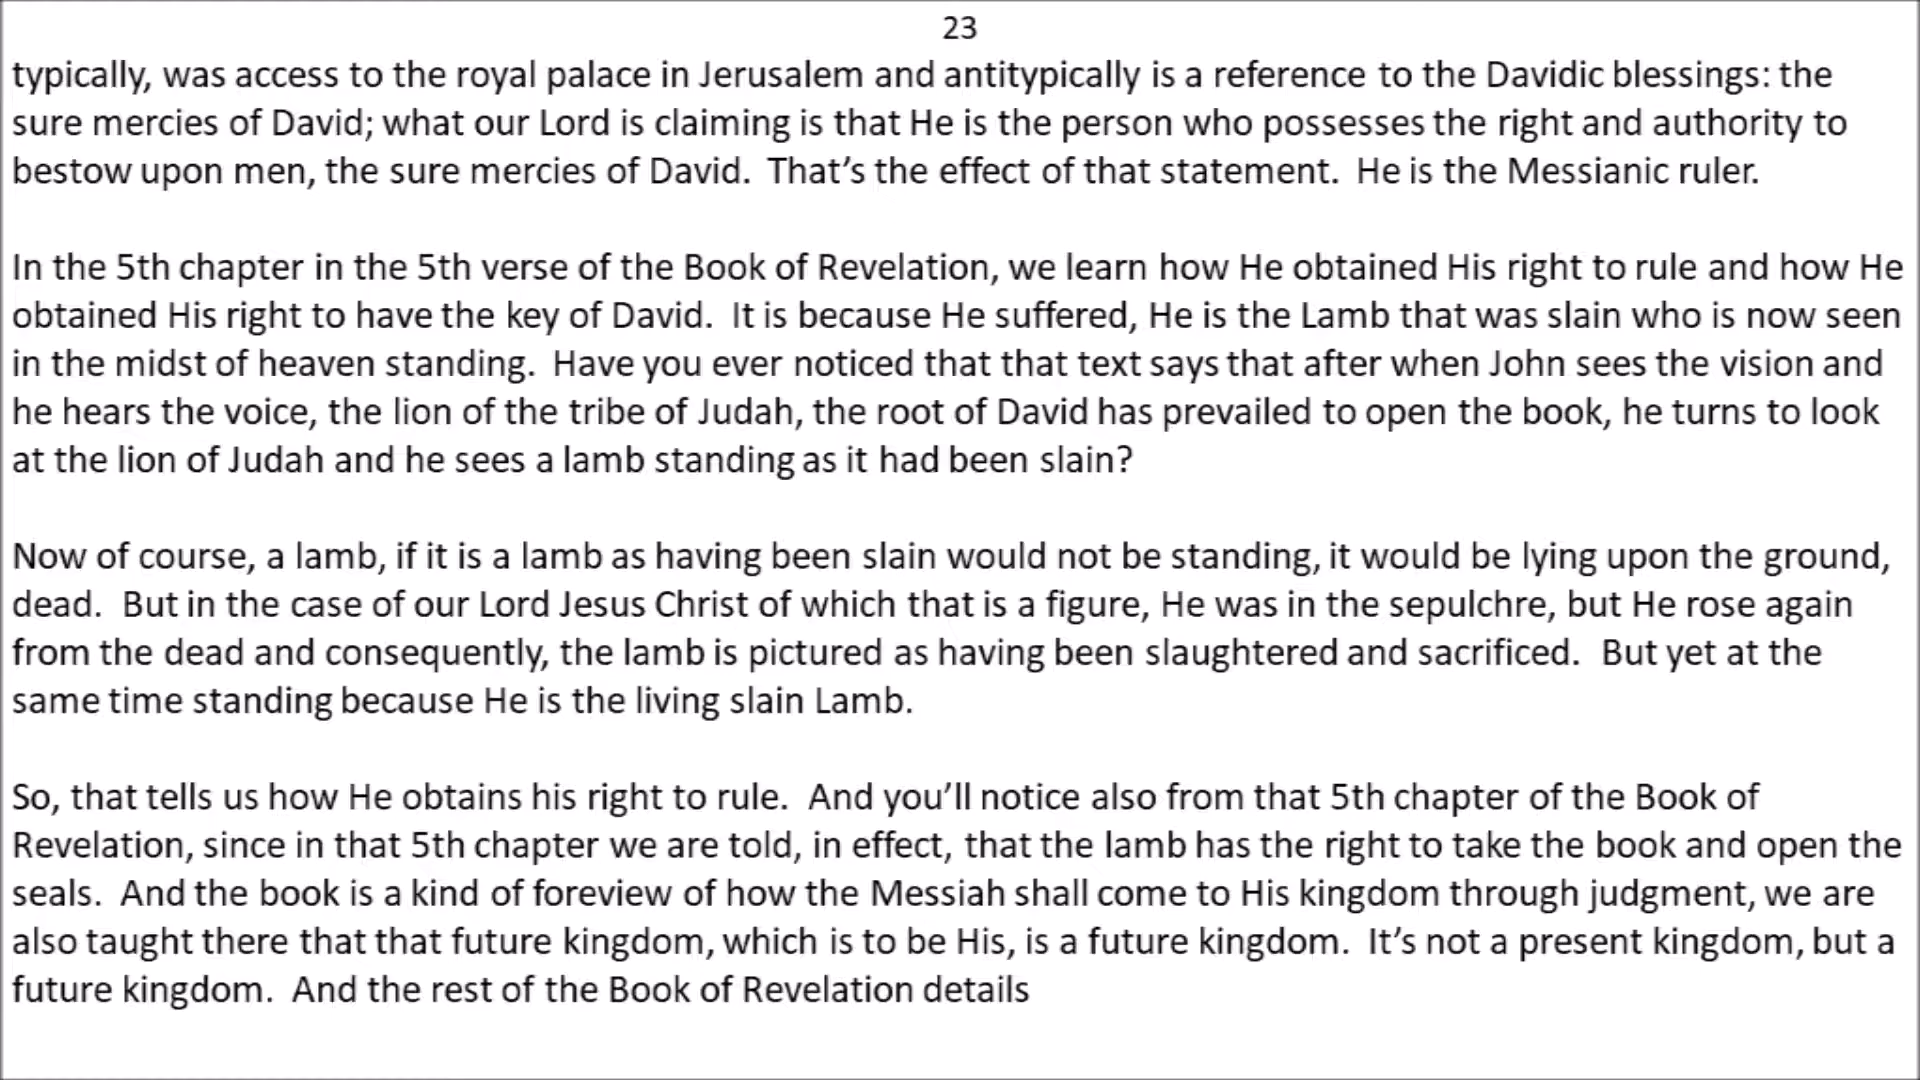 23
typically, was access to the royal palace in Jerusalem and antitypically is a reference to the Davidic blessings: the
sure mercies of David; what our Lord is claiming is that He is the person who possesses the right and authority to
bestow upon men, the sure mercies of David.  That’s the effect of that statement.  He is the Messianic ruler.
In the 5th chapter in the 5th verse of the Book of Revelation, we learn how He obtained His right to rule and how He
obtained His right to have the key of David.  It is because He suffered, He is the Lamb that was slain who is now seen
in the midst of heaven standing.  Have you ever noticed that that text says that after when John sees the vision and
he hears the voice, the lion of the tribe of Judah, the root of David has prevailed to open the book, he turns to look
at the lion of Judah and he sees a lamb standing as it had been slain?
Now of course, a lamb, if it is a lamb as having been slain would not be standing, it would be lying upon the ground,
dead.  But in the case of our Lord Jesus Christ of which that is a figure, He was in the sepulchre, but He rose again
from the dead and consequently, the lamb is pictured as having been slaughtered and sacrificed.  But yet at the
same time standing because He is the living slain Lamb.
So, that tells us how He obtains his right to rule.  And you’ll notice also from that 5th chapter of the Book of
Revelation, since in that 5th chapter we are told, in effect, that the lamb has the right to take the book and open the
seals.  And the book is a kind of foreview of how the Messiah shall come to His kingdom through judgment, we are
also taught there that that future kingdom, which is to be His, is a future kingdom.  It’s not a present kingdom, but a
future kingdom.  And the rest of the Book of Revelation details